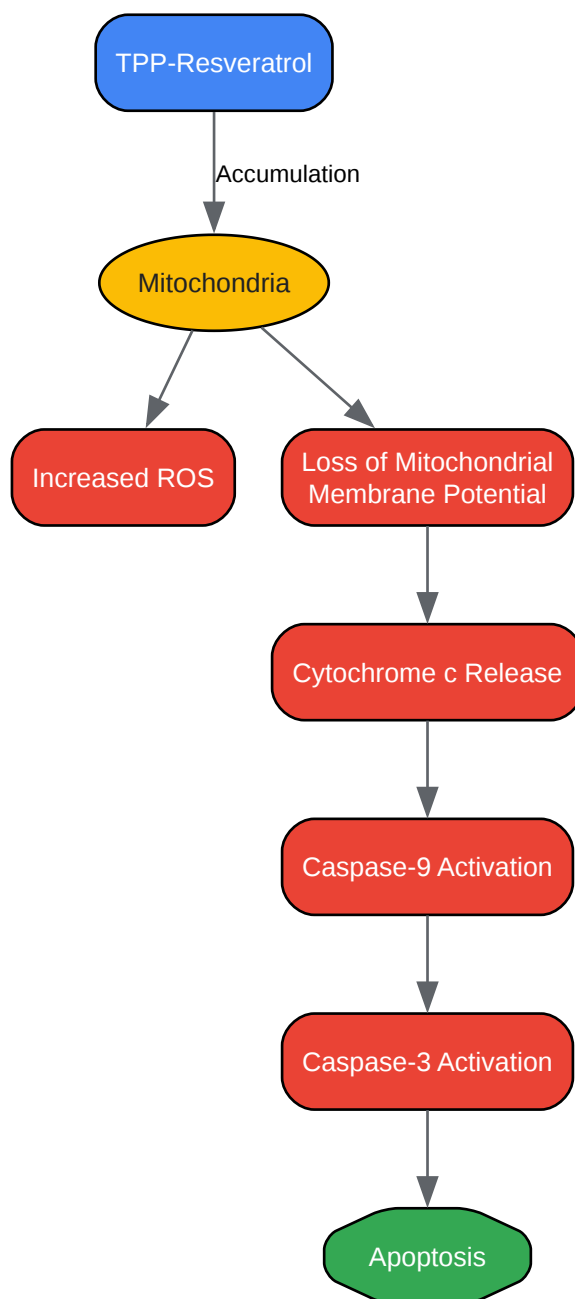 TPP-Resveratrol
Accumulation
Mitochondria
Increased ROS
Loss of Mitochondrial
Membrane Potential
Cytochrome c Release
Caspase-9 Activation
Caspase-3 Activation
Apoptosis